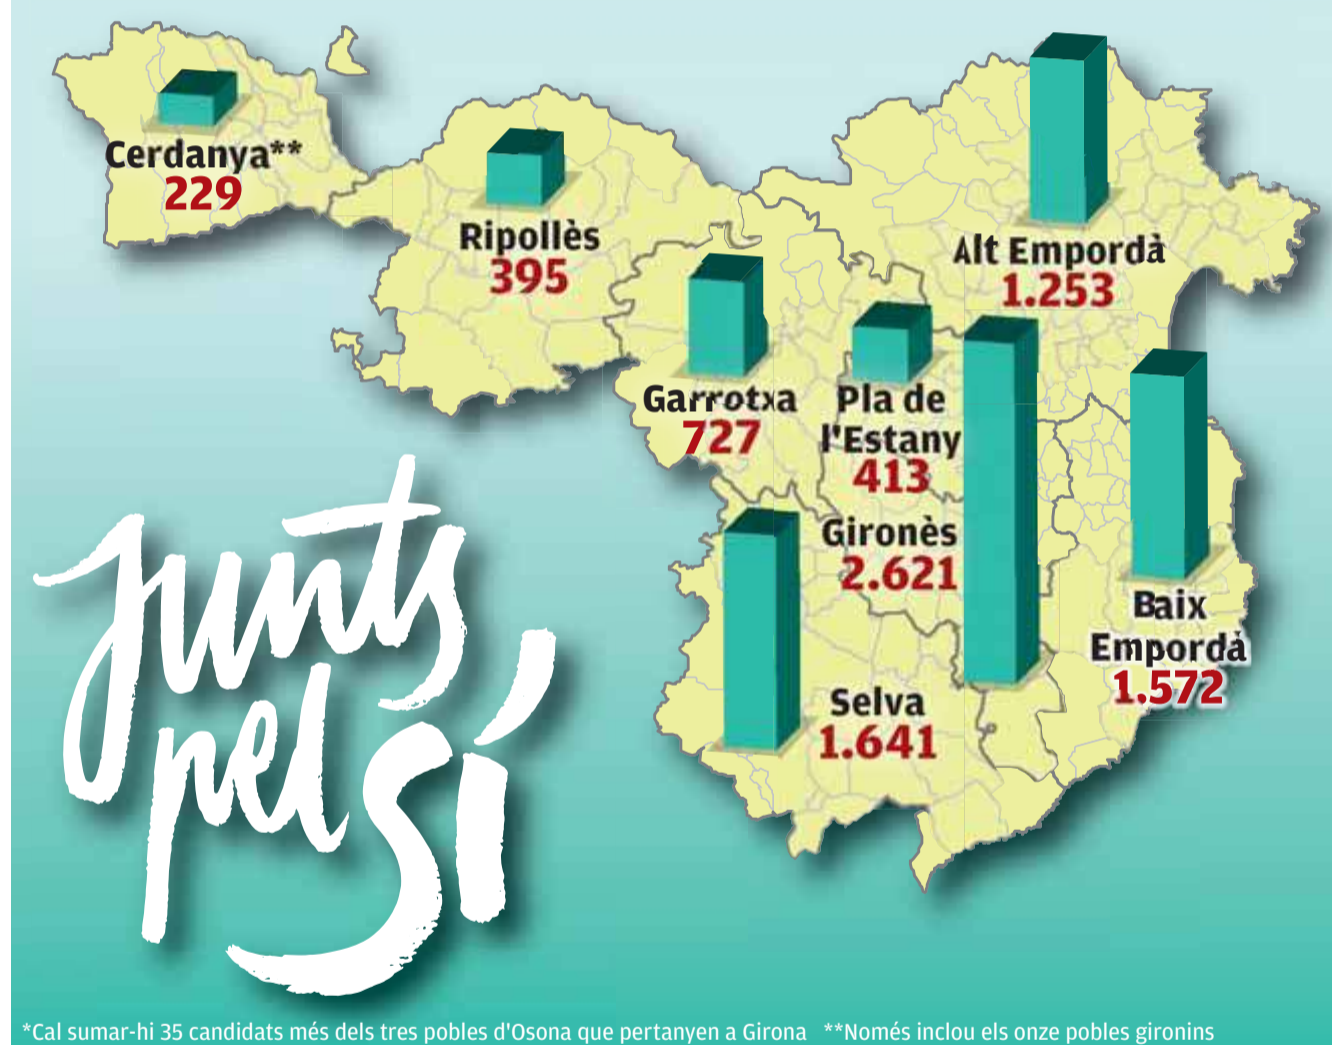 Cerdanya**
229
Ripollès
395
Alt Empordà
1.253
Garrotxa
727
Pla de
l'Estany
413
Gironès
2.621
Baix
Empordà
1.572
Selva
1.641
Junts
pel
Sí
*Cal sumar-hi 35 candidats més dels tres pobles d'Osona que pertanyen a Girona **Només inclou els onze pobles gironins